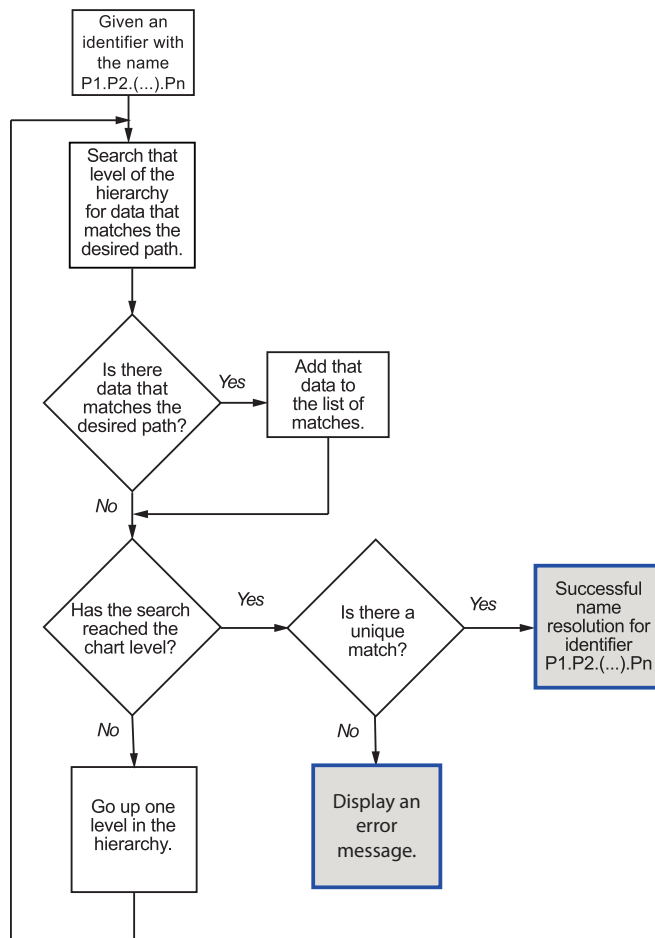 Given an
identifier with
the name
P1.P2.(...).Pn
Search that
level of the
hierarchy
for data that
matches the
desired path.
Is there
data that
matches the
desired path?
Yes
Add that
data to
the list of
matches.
No
Has the search
reached the
chart level?
Yes
Is there a
unique
match?
Yes
Successful
name
resolution for
identifier
P1.P2.(...).Pn
No
No
Go up one
level in the
hierarchy.
Display an
error
message.